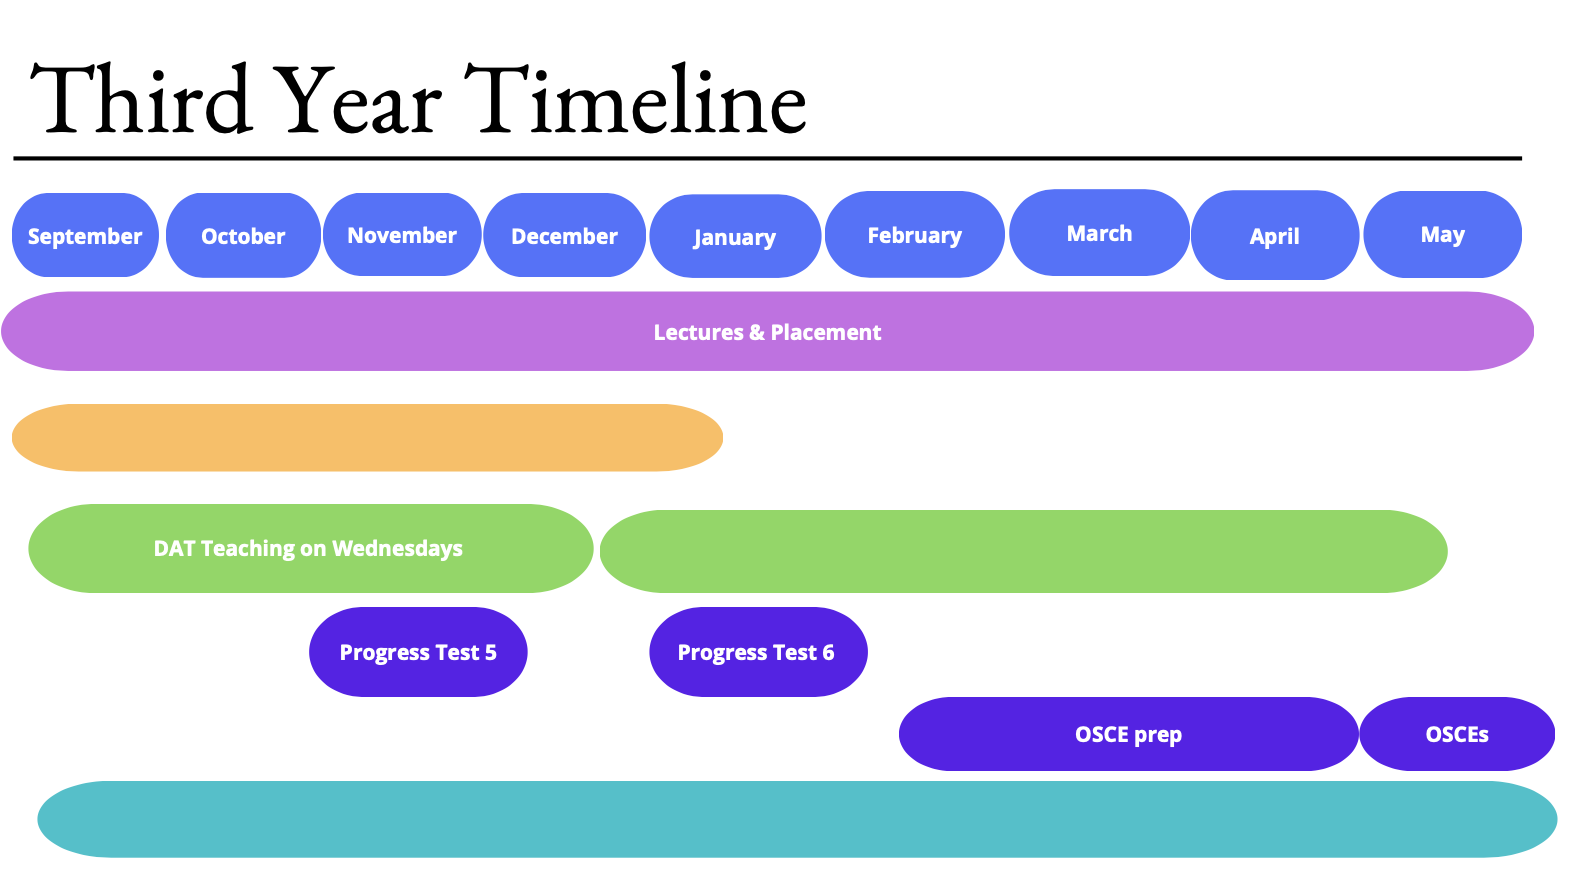 Third Year Timeline
September October November December January February March April May
Lectures & Placement
DAT Teaching on Wednesdays
Progress Test 5 Progress Test 6
OSCE prep OSCEs